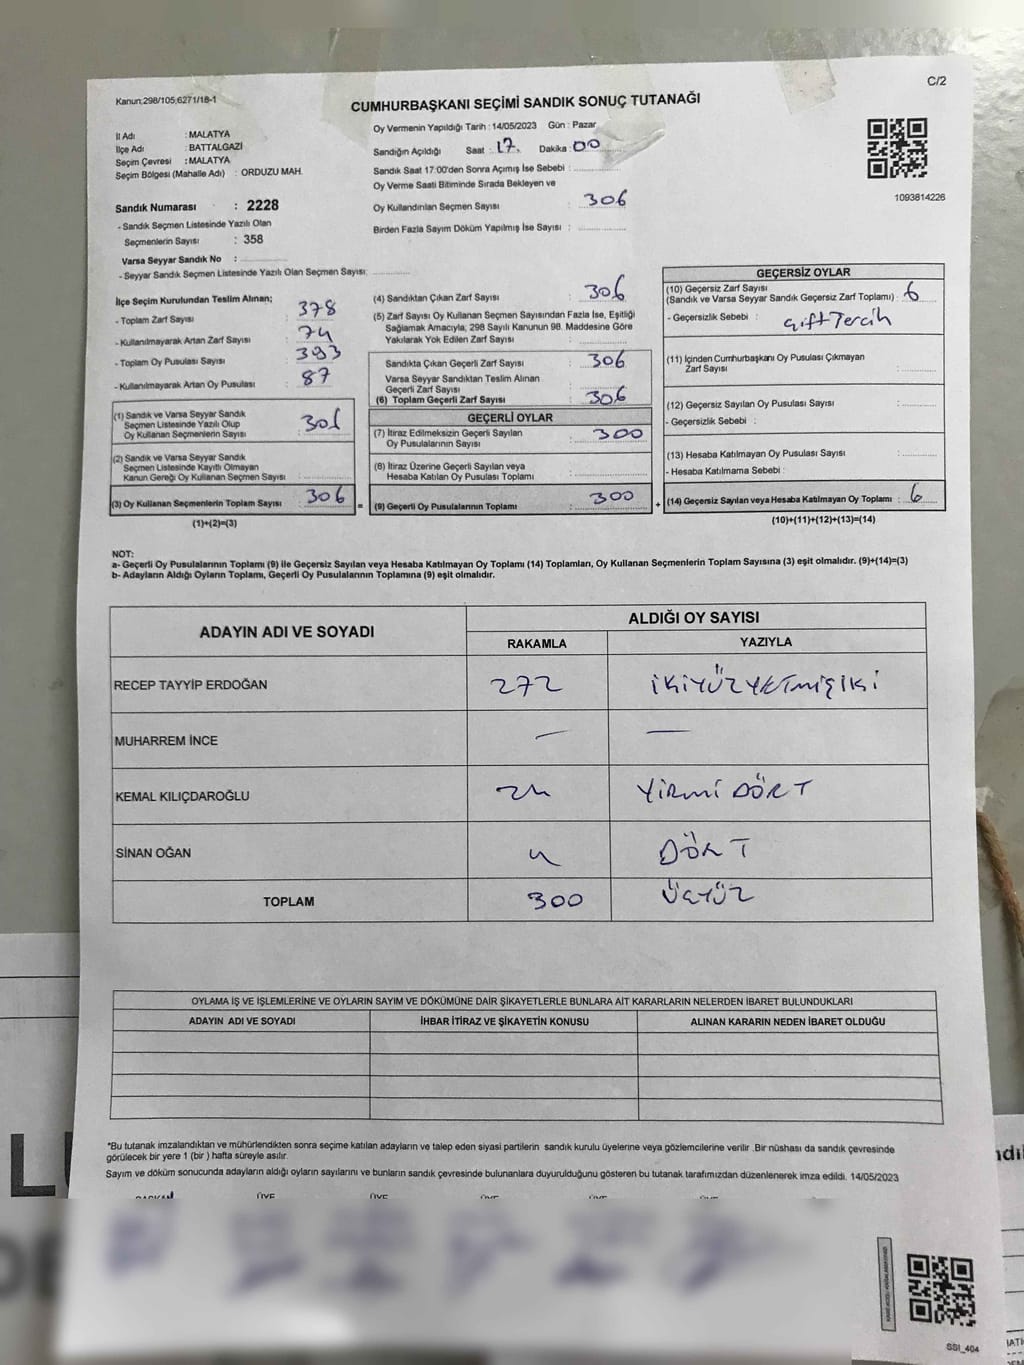 C/2
Kanun;298/105;6271/18-1
CUMHURBAŞKANI SEÇİMİ SANDIK SONUÇ TUTANAĞI
İl Adı : MALATYA
İlçe Adı : BATTALGAZİ
Seçim Çevresi : MALATYA
Seçim Bölgesi (Mahalle Adı) : ORDUZU MAH.
Sandık Numarası : 2228
- Sandık Seçmen Listesinde Yazılı Olan
Seçmenlerin Sayısı : 358
Varsa Seyyar Sandık No :
- Seyyar Sandık Seçmen Listesinde Yazılı Olan Seçmen Sayısı:
Oy Vermenin Yapıldığı Tarih : 14/05/2023 Gün : Pazar
Sandığın Açıldığı Saat : 17. Dakika : 00
Sandık Saat 17:00'den Sonra Açımış İse Sebebi :
Oy Verme Saati Bitiminde Sırada Bekleyen ve
Oy Kullandırılan Seçmen Sayısı : 306
Birden Fazla Sayım Döküm Yapılmış İse Sayısı :
1093814226
İlçe Seçim Kurulundan Teslim Alınan;
- Toplam Zarf Sayısı : 378
- Kullanılmayarak Artan Zarf Sayısı : 74
- Toplam Oy Pusulası Sayısı : 393
- Kullanılmayarak Artan Oy Pusulası : 87
(1) Sandık ve Varsa Seyyar Sandık
Seçmen Listesinde Yazılı Olup
Oy Kullanan Seçmenlerin Sayısı : 306
(2) Sandık ve Varsa Seyyar Sandık
Seçmen Listesinde Kayıtlı Olmayan
Kanun Gereği Oy Kullanan Seçmen Sayısı :
(3) Oy Kullanan Seçmenlerin Toplam Sayısı : 306
(1)+(2)=(3)
=
(4) Sandıktan Çıkan Zarf Sayısı : 306
(5) Zarf Sayısı Oy Kullanan Seçmen Sayısından Fazla İse, Eşitliği
Sağlamak Amacıyla, 298 Sayılı Kanunun 98. Maddesine Göre
Yakılarak Yok Edilen Zarf Sayısı :
Sandıkta Çıkan Geçerli Zarf Sayısı : 306
Varsa Seyyar Sandıktan Teslim Alınan
Geçerli Zarf Sayısı :
(6) Toplam Geçerli Zarf Sayısı : 306
GEÇERLİ OYLAR
(7) İtiraz Edilmeksizin Geçerli Sayılan
Oy Pusulalarının Sayısı : 300
(8) İtiraz Üzerine Geçerli Sayılan veya
Hesaba Katılan Oy Pusulası Toplamı :
(9) Geçerli Oy Pusulalarının Toplamı : 300
+
GEÇERSİZ OYLAR
(10) Geçersiz Zarf Sayısı
(Sandık ve Varsa Seyyar Sandık Geçersiz Zarf Toplamı) : 6
- Geçersizlik Sebebi : Çift Tercih
(11) İçinden Cumhurbaşkanı Oy Pusulası Çıkmayan
Zarf Sayısı :
(12) Geçersiz Sayılan Oy Pusulası Sayısı :
- Geçersizlik Sebebi :
(13) Hesaba Katılmayan Oy Pusulası Sayısı :
- Hesaba Katılmama Sebebi :
(14) Geçersiz Sayılan veya Hesaba Katılmayan Oy Toplamı : 6
(10)+(11)+(12)+(13)=(14)
NOT:
a- Geçerli Oy Pusulalarının Toplamı (9) ile Geçersiz Sayılan veya Hesaba Katılmayan Oy Toplamı (14) Toplamları, Oy Kullanan Seçmenlerin Toplam Sayısına (3) eşit olmalıdır. (9)+(14)=(3)
b- Adayların Aldığı Oyların Toplamı, Geçerli Oy Pusulalarının Toplamına (9) eşit olmalıdır.
ADAYIN ADI VE SOYADI
ALDIĞI OY SAYISI
RAKAMLA YAZIYLA
RECEP TAYYİP ERDOĞAN 272 İKİYÜZYETMİŞİKİ
MUHARREM İNCE — —
KEMAL KILIÇDAROĞLU 24 YİRMİ DÖRT
SİNAN OĞAN 4 DÖRT
TOPLAM 300 ÜÇYÜZ
OYLAMA İŞ VE İŞLEMLERİNE VE OYLARIN SAYIM VE DÖKÜMÜNE DAİR ŞİKAYETLERLE BUNLARA AİT KARARLARIN NELERDEN İBARET BULUNDUKLARI
ADAYIN ADI VE SOYADI İHBAR İTİRAZ VE ŞİKAYETİN KONUSU ALINAN KARARIN NEDEN İBARET OLDUĞU
*Bu tutanak imzalandıktan ve mühürlendikten sonra seçime katılan adayların ve talep eden siyasi partilerin sandık kurulu üyelerine veya gözlemcilerine verilir. Bir nüshası da sandık çevresinde
görülecek bir yere 1 (bir ) hafta süreyle asılır.
Sayım ve döküm sonucunda adayların aldığı oyların sayılarını ve bunların sandık çevresinde bulunanlara duyurulduğunu gösteren bu tutanak tarafımızdan düzenlenerek imza edildi. 14/05/2023
BAŞKAN ÜYE ÜYE ÜYE ÜYE ÜYE
SSI_404